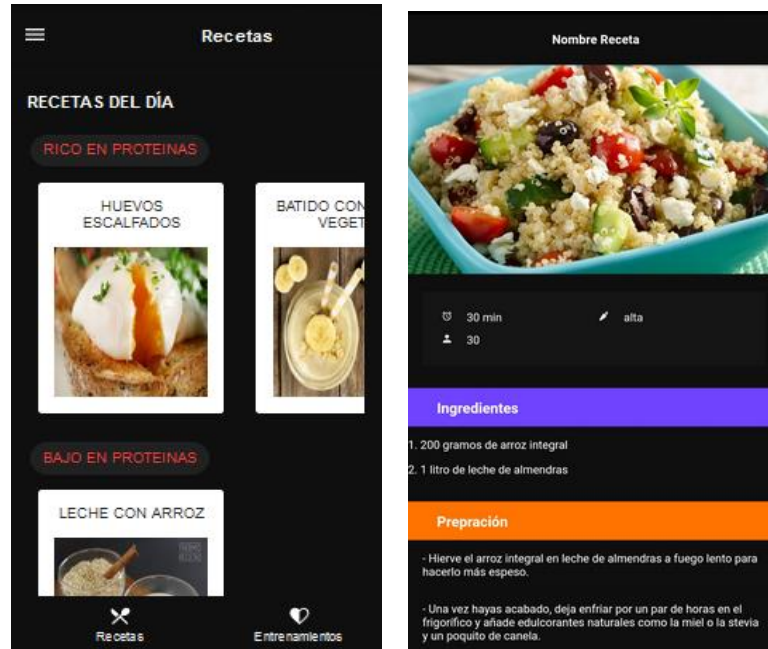 Recetas
RECETAS DEL DÍA
RICO EN PROTEINAS
HUEVOS
ESCALFADOS
BATIDO CON
VEGET
BAJO EN PROTEINAS
LECHE CON ARROZ
Recetas
Entrenamientos
Nombre Receta
30 min
alta
30
Ingredientes
1. 200 gramos de arroz integral
2. 1 litro de leche de almendras
Prepración
- Hierve el arroz integral en leche de almendras a fuego lento para
hacerlo más espeso.
- Una vez hayas acabado, deja enfriar por un par de horas en el
frigorífico y añade edulcorantes naturales como la miel o la stevia
y un poquito de canela.